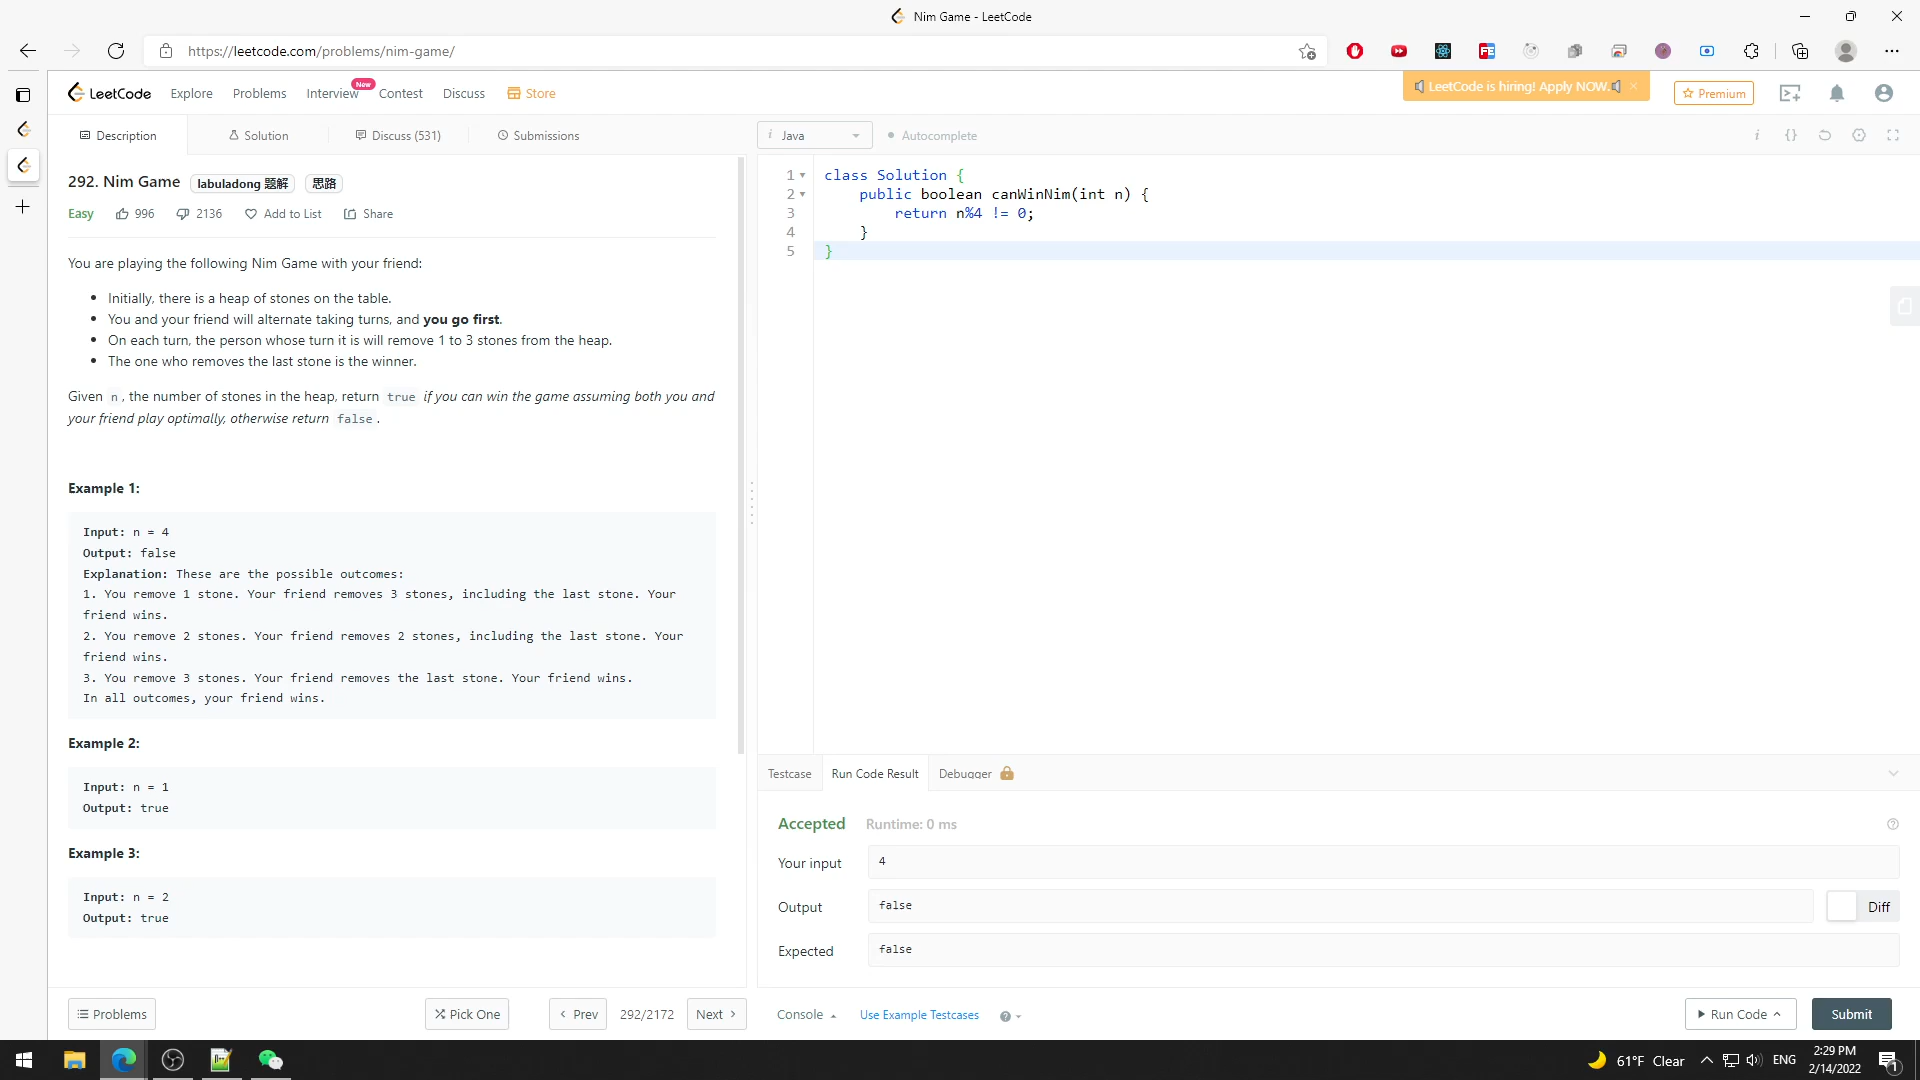 Nim Game - LeetCode
https://leetcode.com/problems/nim-game/
LeetCode Explore Problems Interview New Contest Discuss Store
LeetCode is hiring! Apply NOW.
Premium
Description Solution Discuss (531) Submissions
i Java Autocomplete
292. Nim Game labuladong 题解 思路
Easy 996 2136 Add to List Share
You are playing the following Nim Game with your friend:
• Initially, there is a heap of stones on the table.
• You and your friend will alternate taking turns, and you go first.
• On each turn, the person whose turn it is will remove 1 to 3 stones from the heap.
• The one who removes the last stone is the winner.
Given n, the number of stones in the heap, return true if you can win the game assuming both you and
your friend play optimally, otherwise return false.
Example 1:
Input: n = 4
Output: false
Explanation: These are the possible outcomes:
1. You remove 1 stone. Your friend removes 3 stones, including the last stone. Your
friend wins.
2. You remove 2 stones. Your friend removes 2 stones, including the last stone. Your
friend wins.
3. You remove 3 stones. Your friend removes the last stone. Your friend wins.
In all outcomes, your friend wins.
Example 2:
Input: n = 1
Output: true
Example 3:
Input: n = 2
Output: true
1 class Solution {
2 public boolean canWinNim(int n) {
3 return n%4 != 0;
4 }
5 }
Testcase Run Code Result Debugger
Accepted Runtime: 0 ms
Your input 4
Output false Diff
Expected false
Problems Pick One Prev 292/2172 Next
Console Use Example Testcases Run Code Submit
61°F Clear ENG 2:29 PM
2/14/2022 1